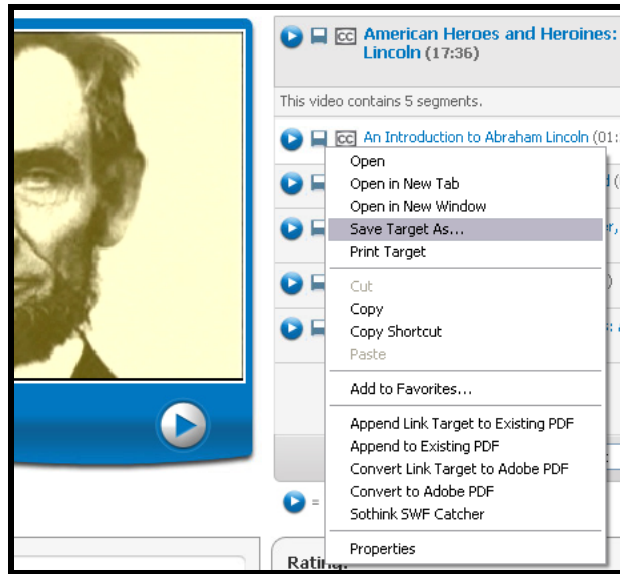 CC American Heroes and Heroines:
Lincoln (17:36)
This video contains 5 segments.
CC An Introduction to Abraham Lincoln (01:
Open
Open in New Tab
Open in New Window
Save Target As...
Print Target
Cut
Copy
Copy Shortcut
Paste
Add to Favorites...
Append Link Target to Existing PDF
Append to Existing PDF
Convert Link Target to Adobe PDF
Convert to Adobe PDF
Sothink SWF Catcher
Properties
=
Rating: